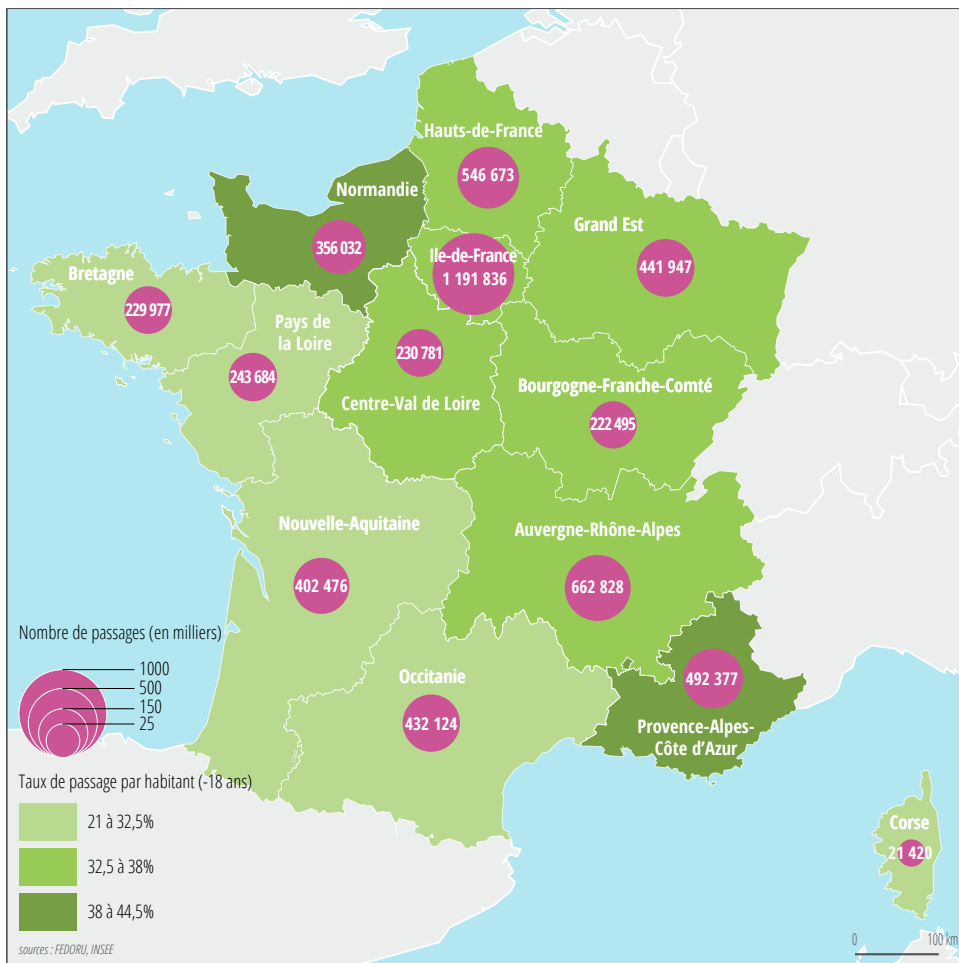 Hauts-de-France
546 673
Normandie
356 032
Grand Est
441 947
Ile-de-France
1 191 836
Bretagne
229 977
Pays de
la Loire
243 684
230 781
Centre-Val de Loire
Bourgogne-Franche-Comté
222 495
Nouvelle-Aquitaine
402 476
Auvergne-Rhône-Alpes
662 828
Occitanie
432 124
492 377
Provence-Alpes-
Côte d'Azur
Corse
21 420
Nombre de passages (en milliers)
1000
500
150
25
Taux de passage par habitant (-18 ans)
21 à 32,5%
32,5 à 38%
38 à 44,5%
sources : FEDORU, INSEE
0 100 km